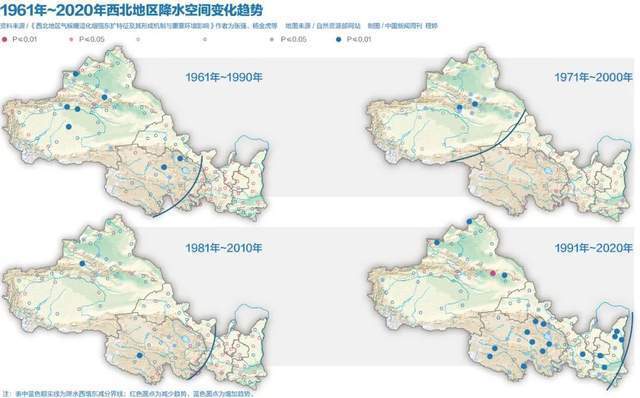 1961年~2020年西北地区降水空间变化趋势
资料来源/《西北地区气候暖湿化增强东扩特征及其形成机制与重要环境影响》作者为张强、杨金虎等 地图来源/自然资源部网站 制图/中国新闻周刊
P≤0.01 P≤0.05 P≤0.05 P≤0.01
1961年~1990年
1971年~2000年
1981年~2010年
1991年~2020年
注：表中蓝色粗实线为降水西增东减分界线；红色圆点为减少趋势，蓝色圆点为增加趋势。